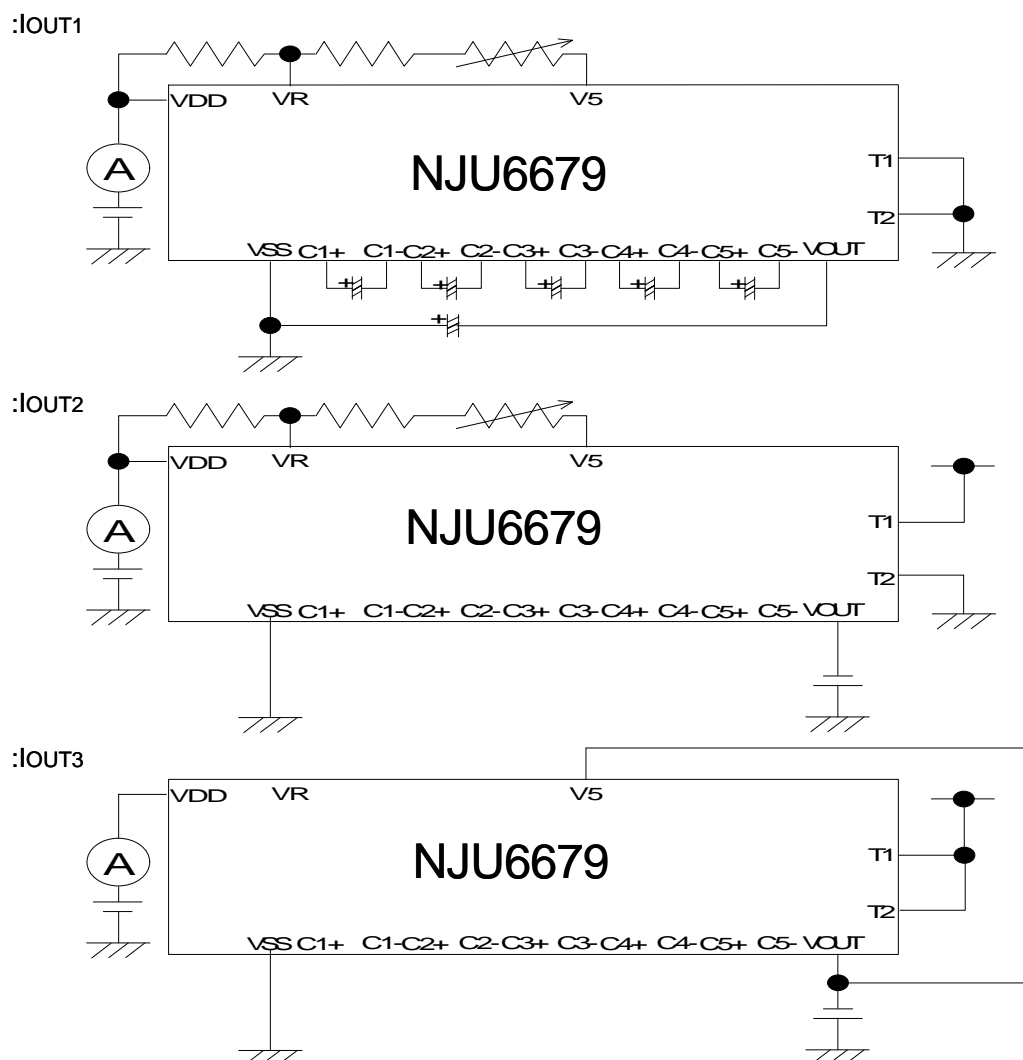 :IOUT1
VDD VR V5
A
NJU6679
T1
T2
VSS C1+ C1- C2+ C2- C3+ C3- C4+ C4- C5+ C5- VOUT
+ + + + +
+
:IOUT2
VDD VR V5
A
NJU6679
T1
T2
VSS C1+ C1- C2+ C2- C3+ C3- C4+ C4- C5+ C5- VOUT
:IOUT3
VDD VR V5
A
NJU6679
T1
T2
VSS C1+ C1- C2+ C2- C3+ C3- C4+ C4- C5+ C5- VOUT